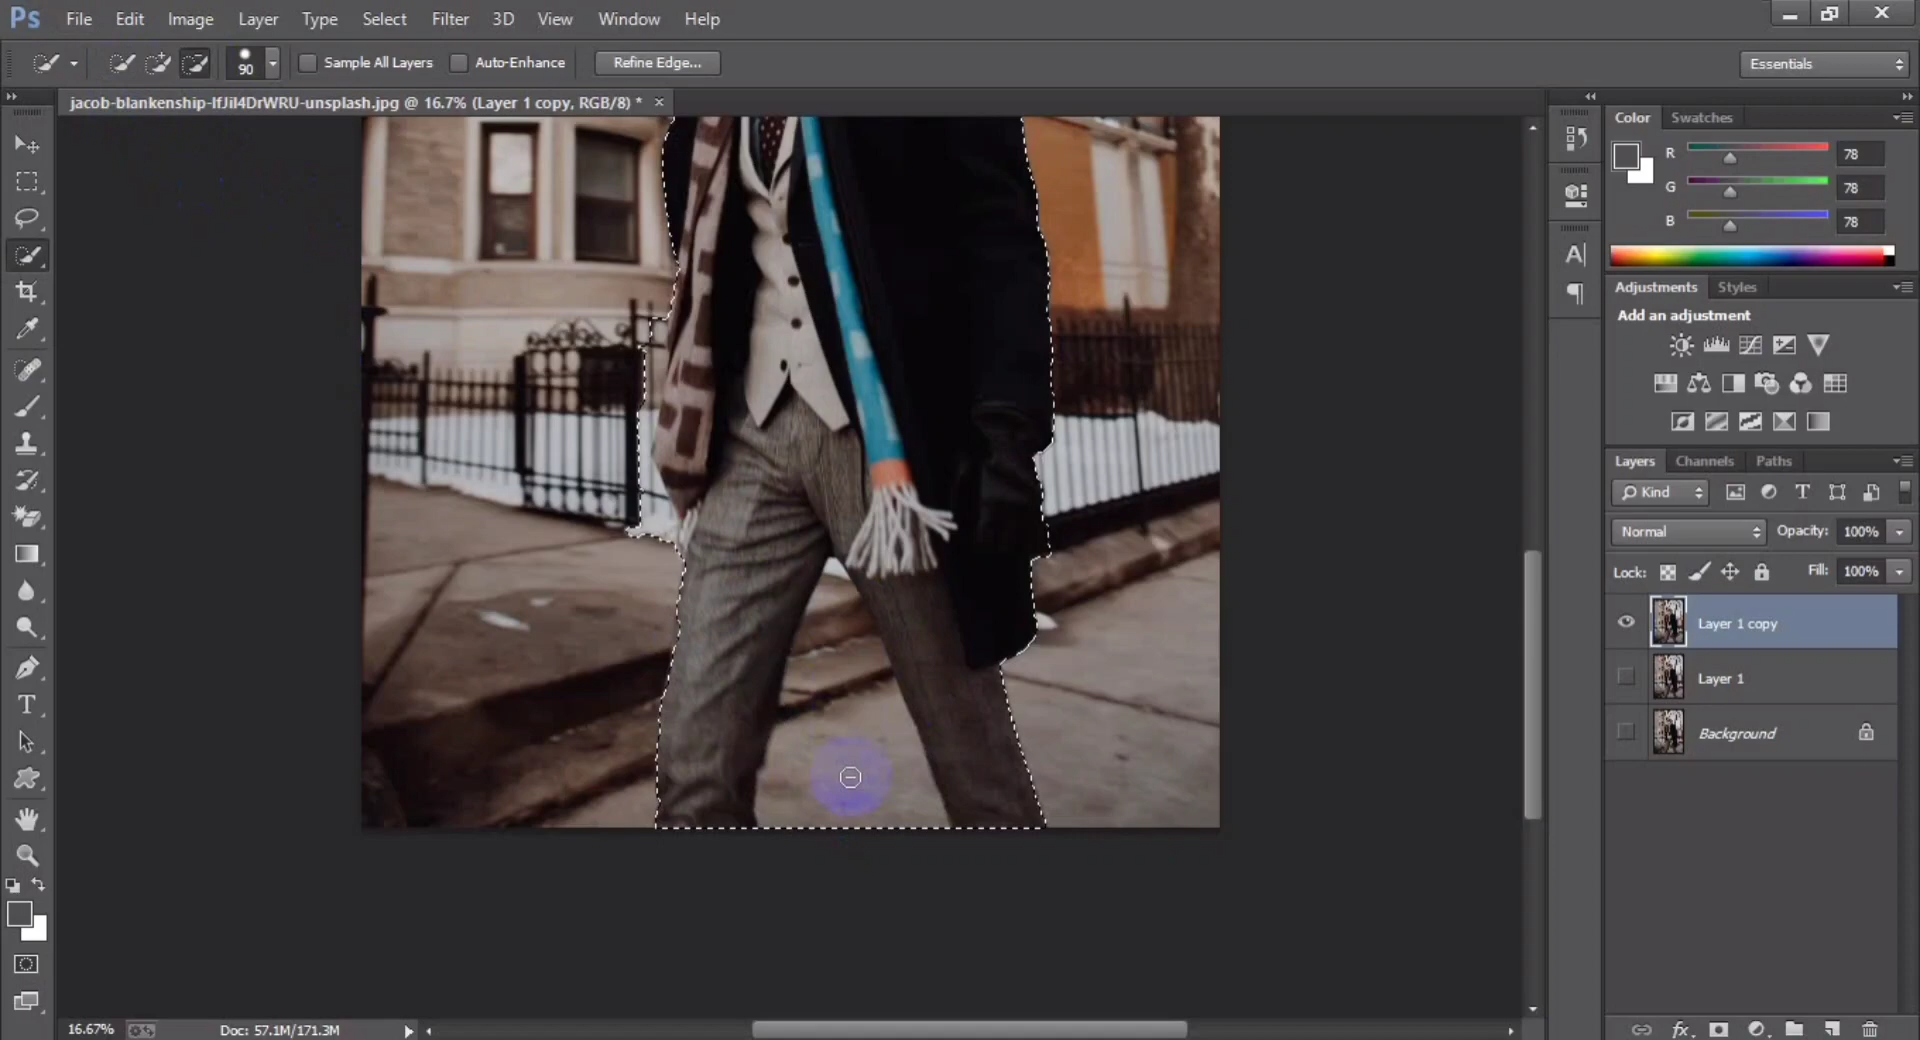 Ps File Edit Image Layer Select Type Filter 3D View Window Help
90 Sample All Layers Auto-Enhance Refine Edge... Essentials
jacob-blankenship-IfJil4DrWRU-unsplash.jpg @ 16.7% (Layer 1 copy, RGB/8) * ×
Color Swatches
R 78
G 78
B 78
Adjustments Styles
Add an adjustment
Layers Channels Paths
Kind
Normal Opacity: 100%
Lock: Fill: 100%
Layer 1 copy
Layer 1
Background
16.67% Doc: 57.1M/171.3M